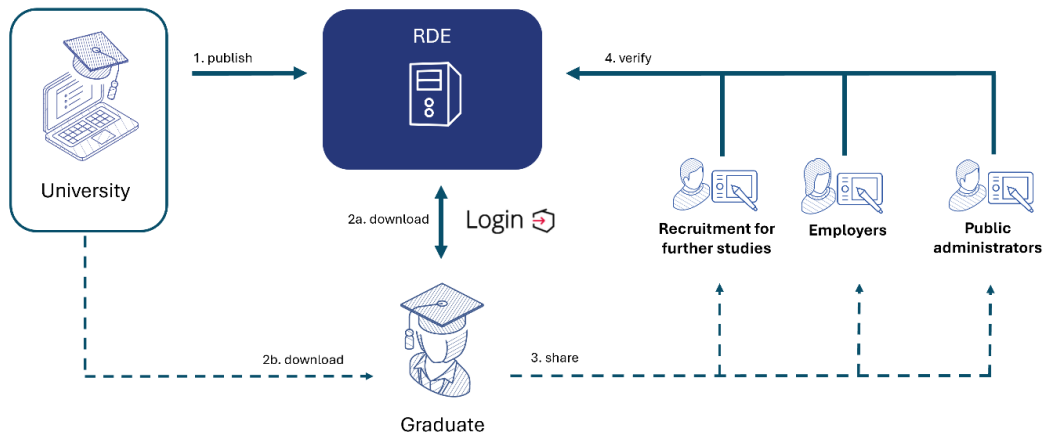 RDE
1. publish
4. verify
University
2a. download
Login
Recruitment for
further studies
Employers
Public
administrators
2b. download
3. share
Graduate